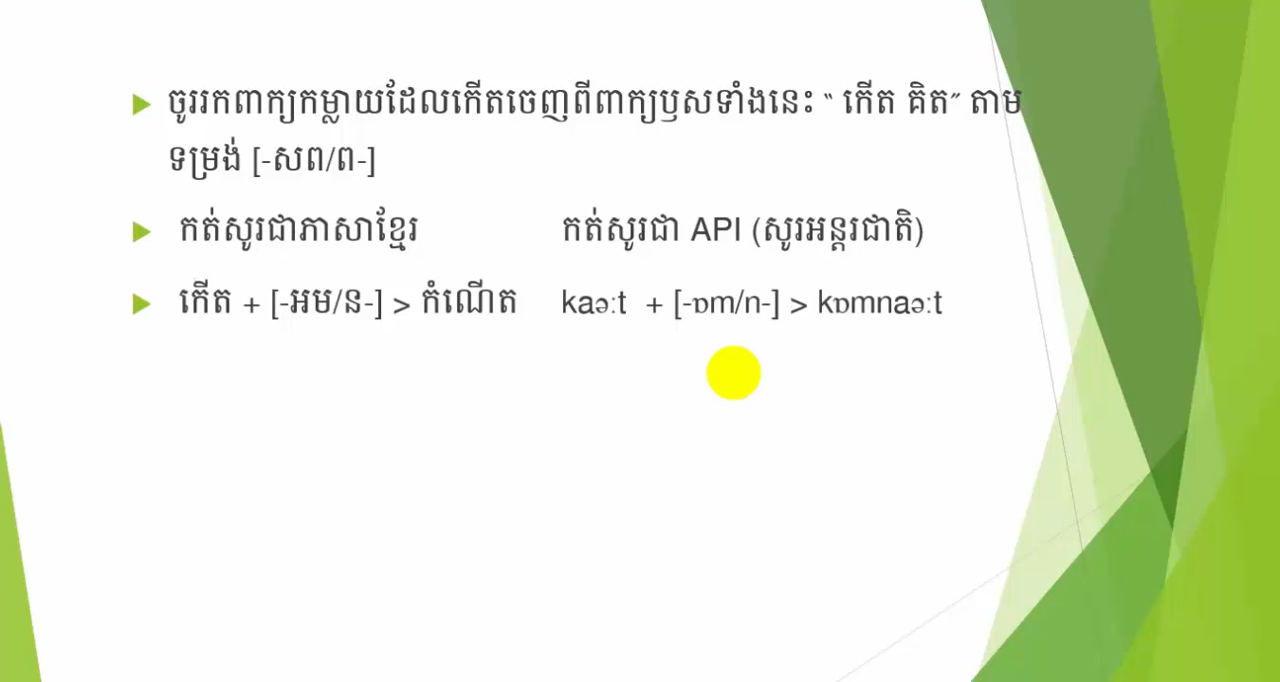 ចូររកពាក្យកម្លាយដែលកើតចេញពីពាក្យឫសទាំងនេះ “ កើត គិត” តាម
ទម្រង់ [-សព/ព-]
កត់សូរជាភាសាខ្មែរ កត់សូរជា API (សូរអន្តរជាតិ)
កើត + [-អម/ន-] > កំណើត kaəːt + [-ɒm/n-] > kɒmnaəːt